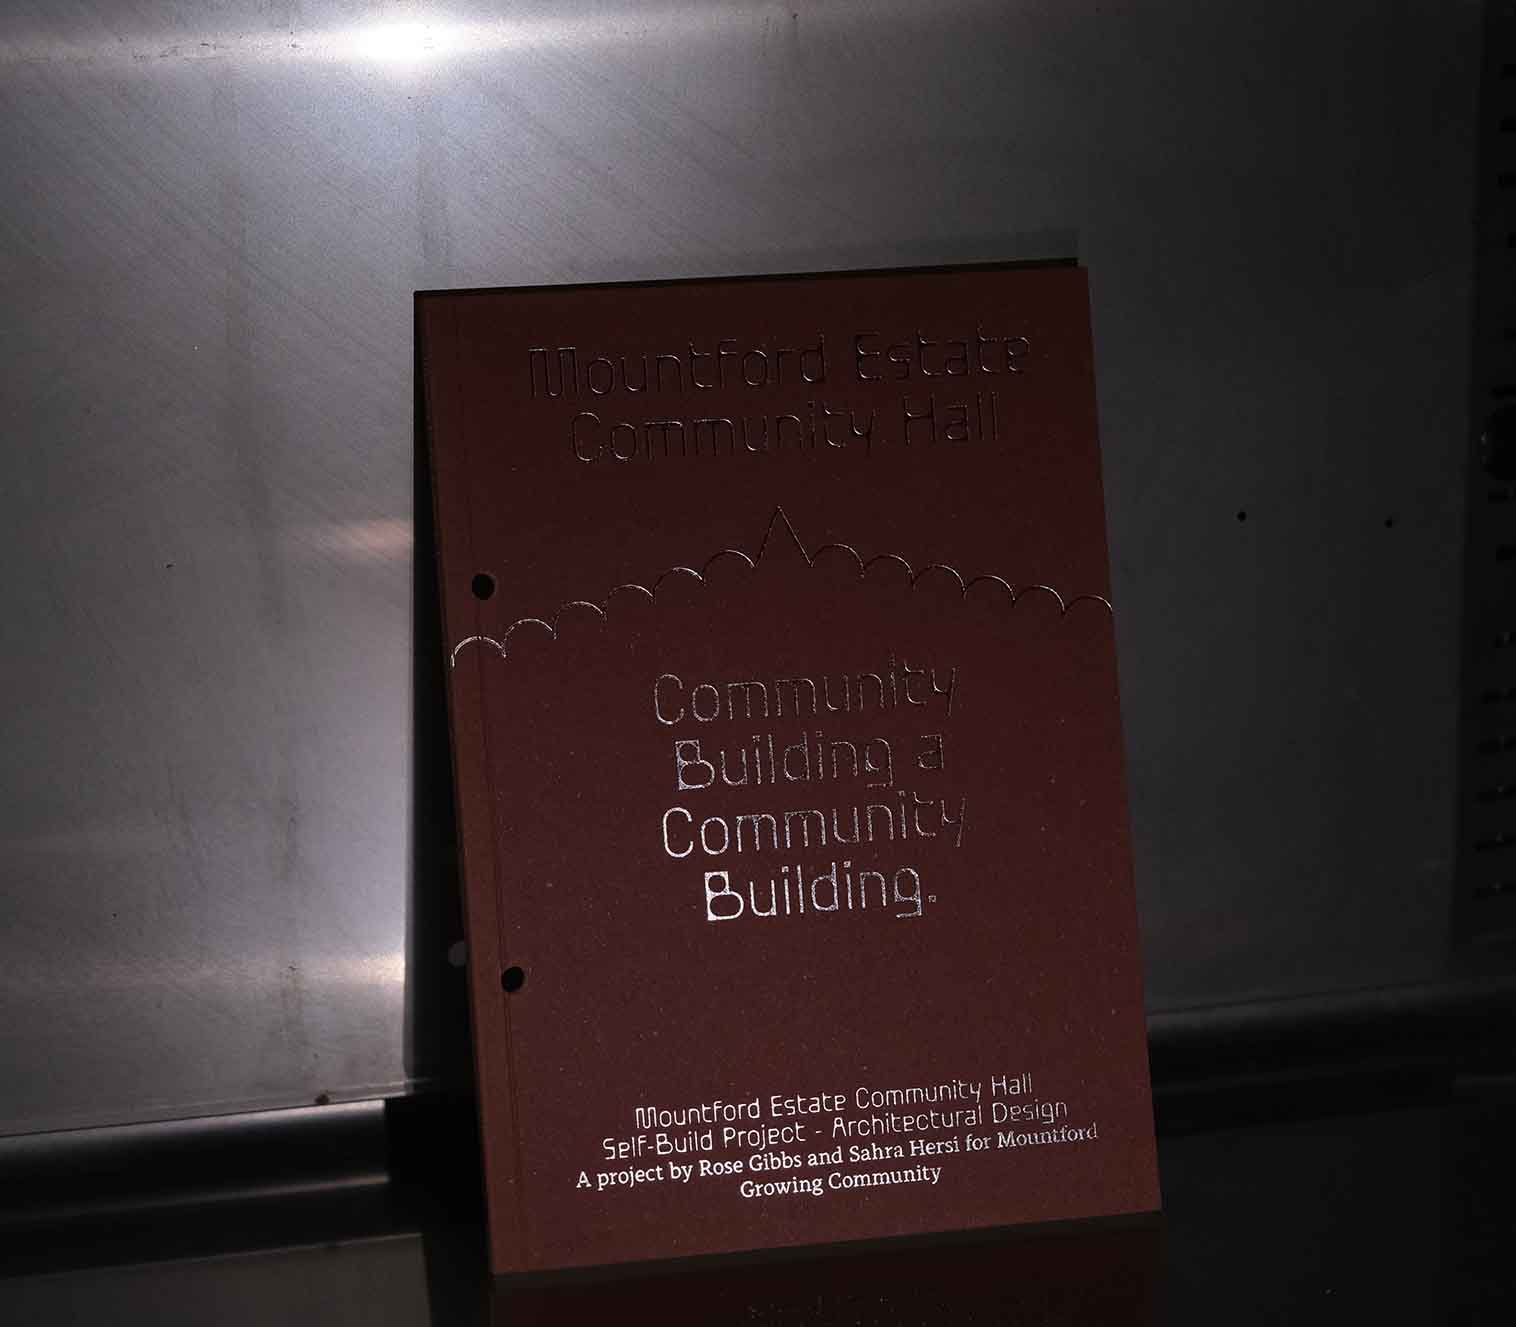 Mountford Estate
Community Hall
Community
Building a
Community
Building.
Mountford Estate Community Hall
Self-Build Project - Architectural Design
A project by Rose Gibbs and Sahra Hersi for Mountford
Growing Community